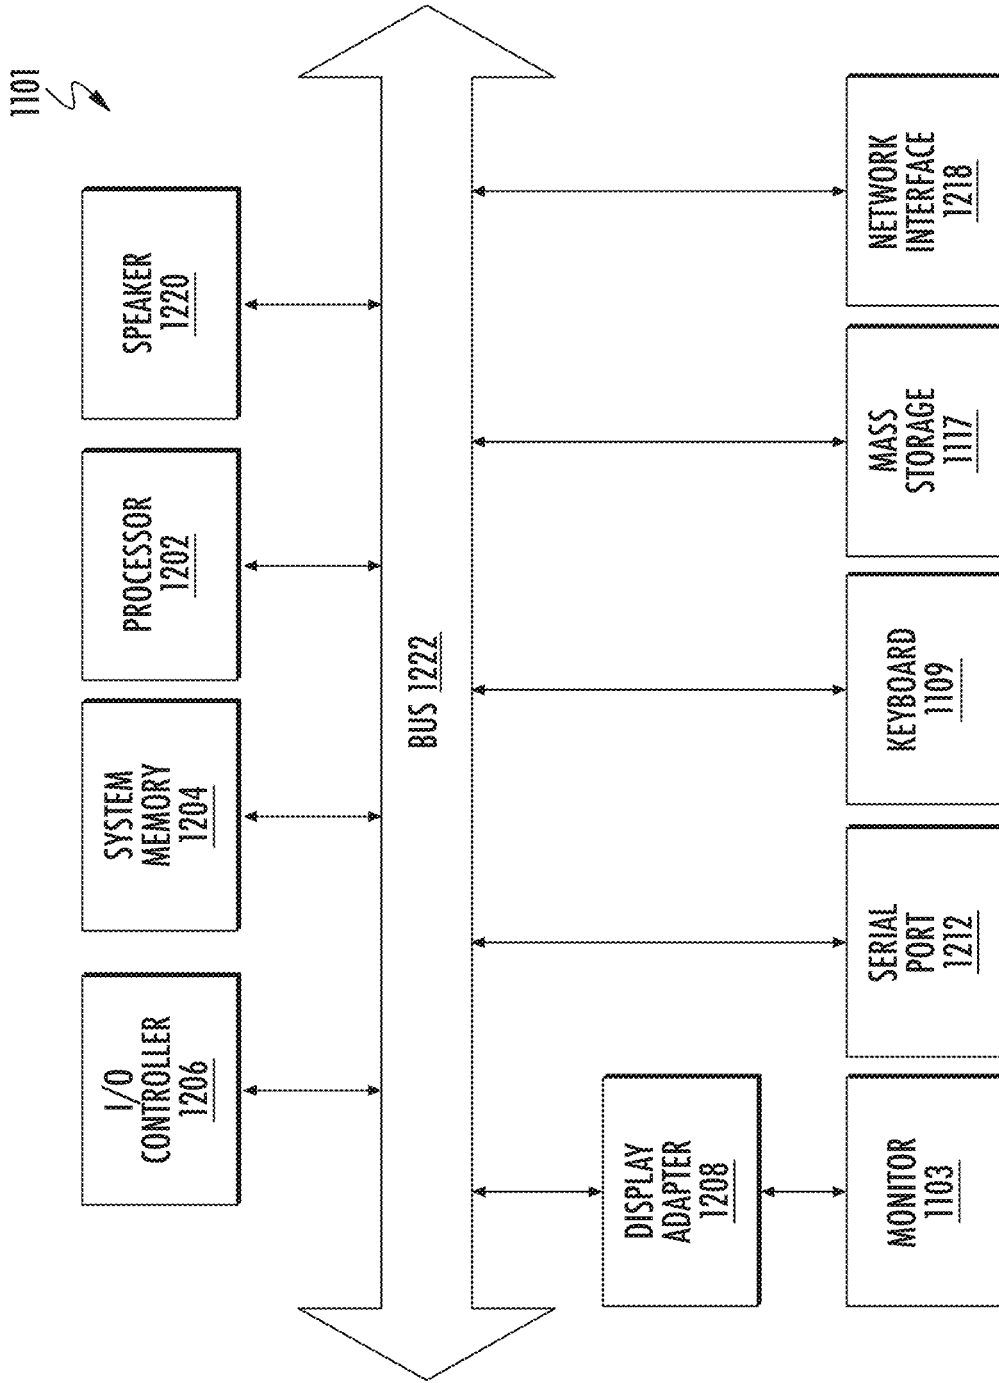 1101
I/O
CONTROLLER
1206
SYSTEM
MEMORY
1204
PROCESSOR
1202
SPEAKER
1220
BUS 1222
DISPLAY
ADAPTER
1208
MONITOR
1103
SERIAL
PORT
1212
KEYBOARD
1109
MASS
STORAGE
1117
NETWORK
INTERFACE
1218